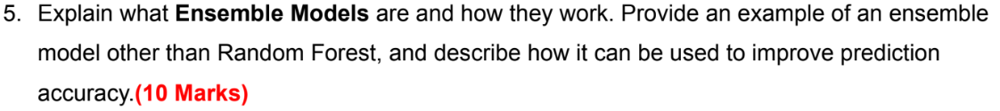 5. Explain what Ensemble Models are and how they work. Provide an example of an ensemble
model other than Random Forest, and describe how it can be used to improve prediction
accuracy.(10 Marks)